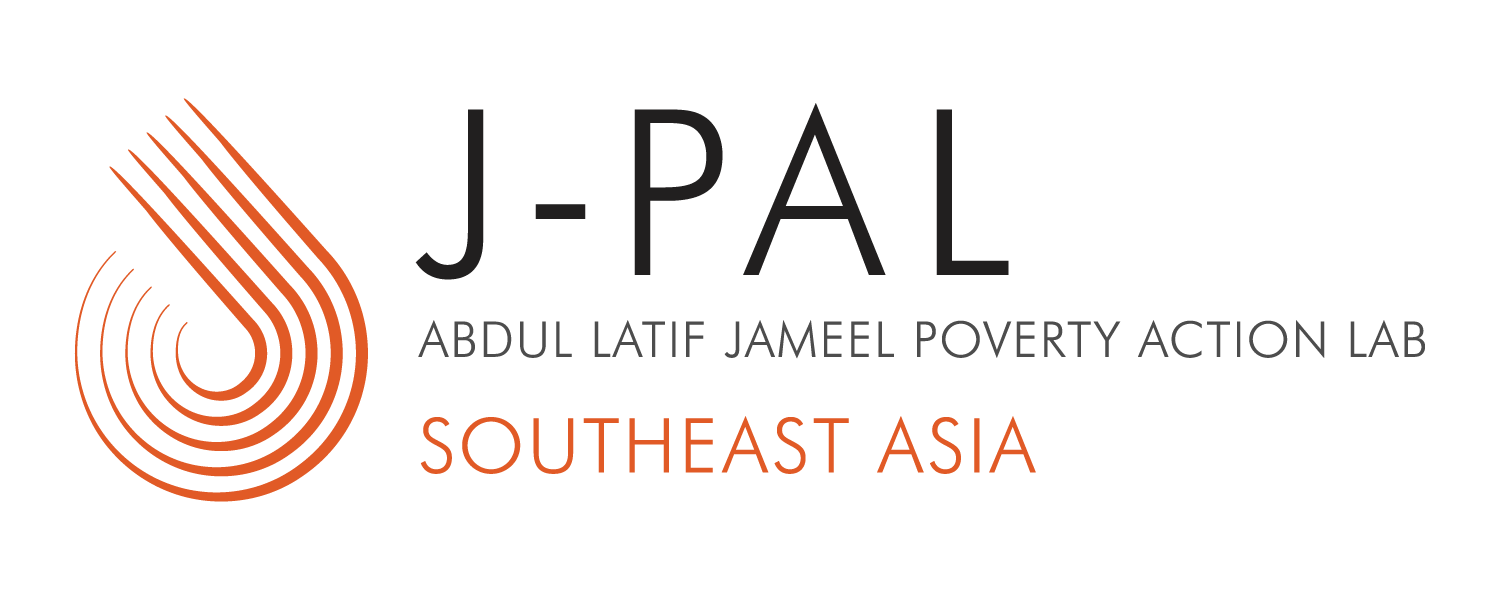 J-PAL
ABDUL LATIF JAMEEL POVERTY ACTION LAB
SOUTHEAST ASIA